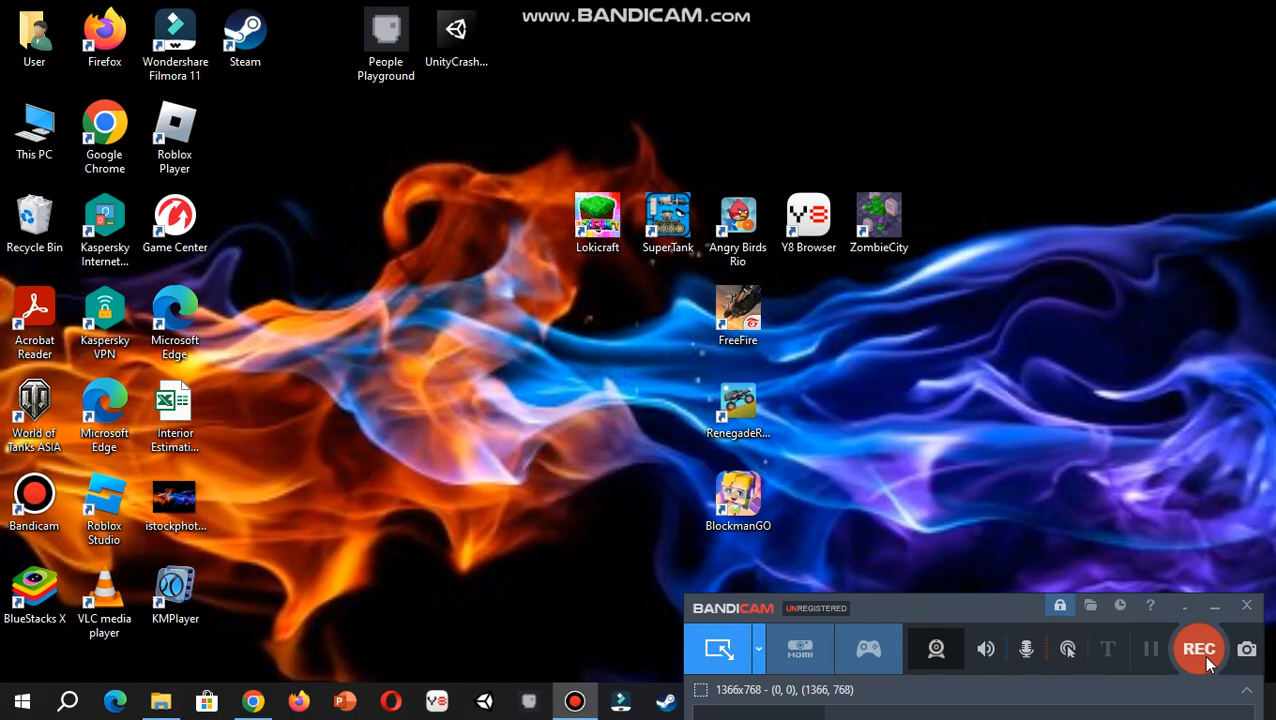 www.BANDICAM.com
User
Firefox
Wondershare
Filmora 11
Steam
People
Playground
UnityCrash...
This PC
Google
Chrome
Roblox
Player
Recycle Bin
Kaspersky
Internet...
Game Center
Lokicraft
SuperTank
Angry Birds
Rio
Y8 Browser
ZombieCity
Acrobat
Reader
Kaspersky
VPN
Microsoft
Edge
FreeFire
World of
Tanks ASIA
Microsoft
Edge
Interior
Estimati...
RenegadeR...
Bandicam
Roblox
Studio
istockphot...
BlockmanGO
BlueStacks X
VLC media
player
KMPlayer
BANDICAM UNREGISTERED
HDMI
T
REC
1366x768 - (0, 0), (1366, 768)